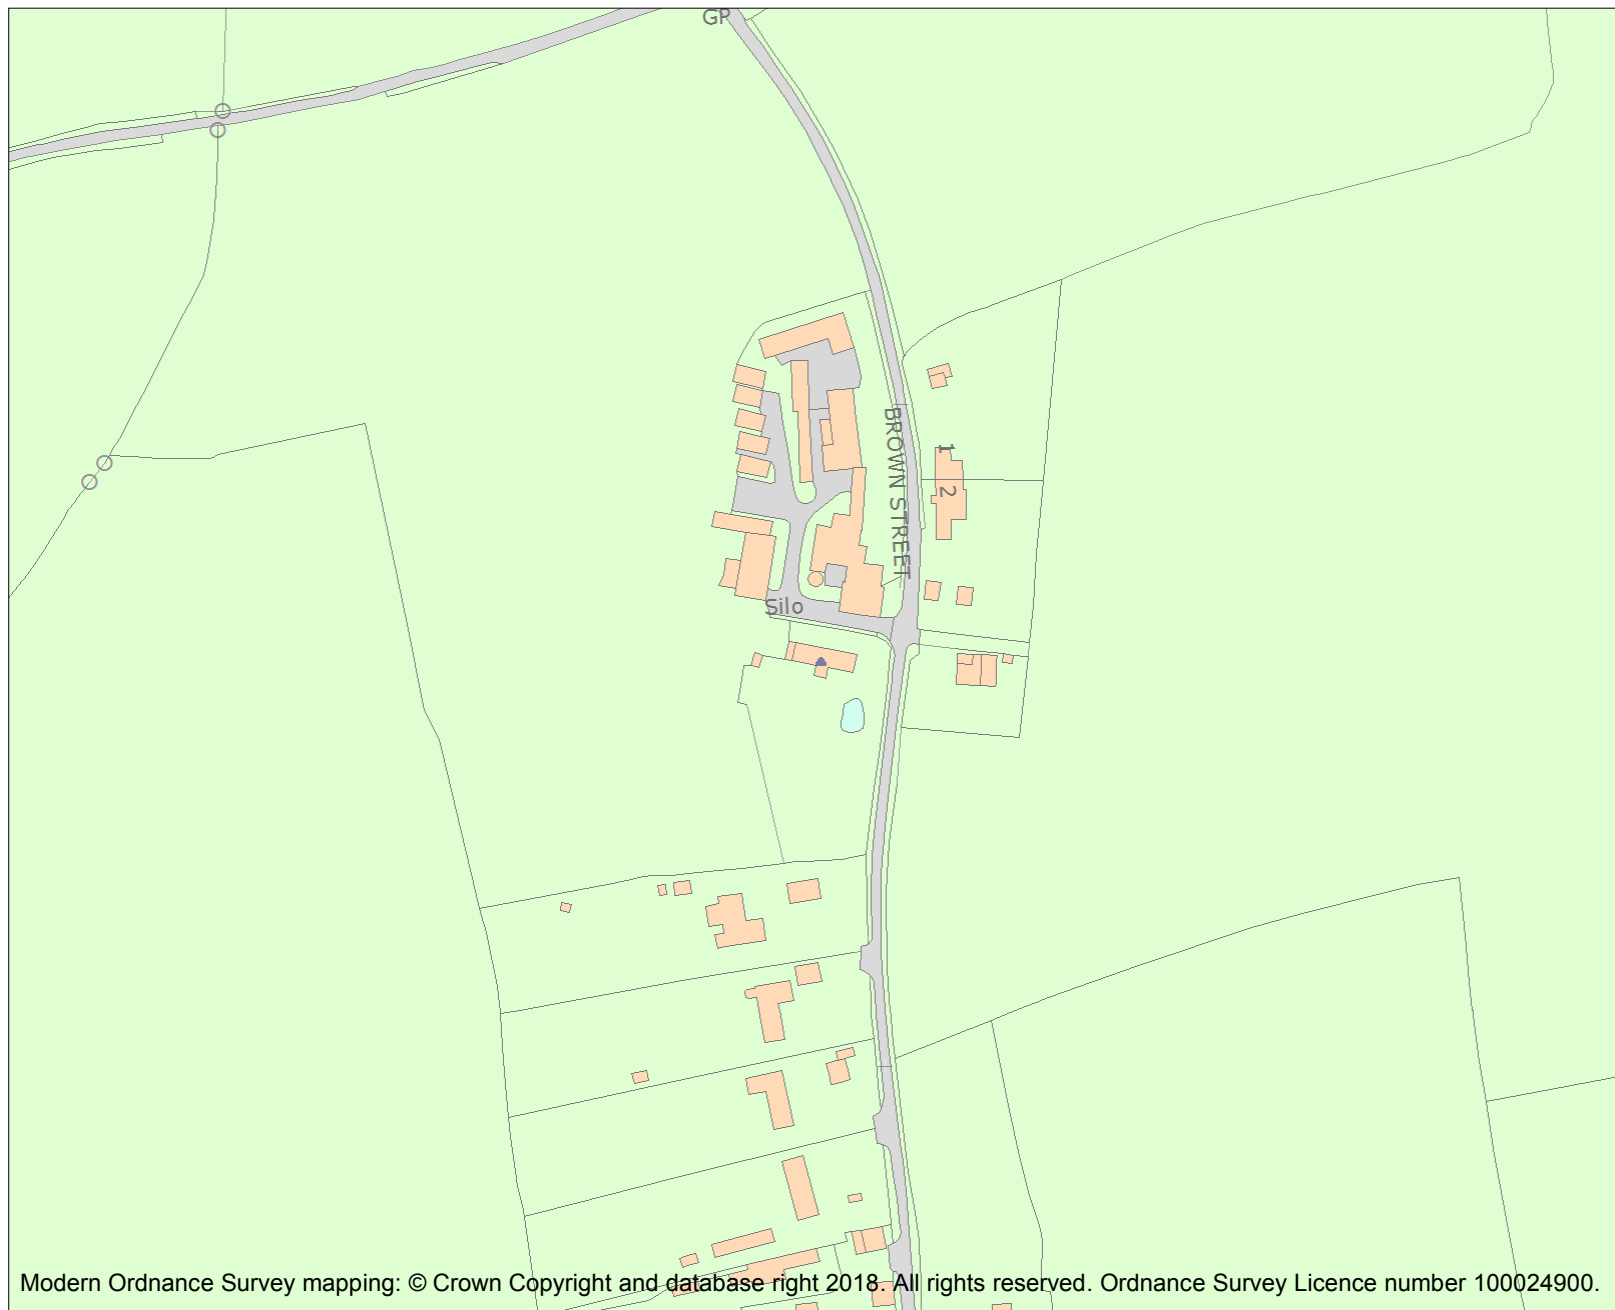 GP
BROWN STREET
1
2
Silo
Modern Ordnance Survey mapping: © Crown Copyright and database right 2018. All rights reserved. Ordnance Survey Licence number 100024900.